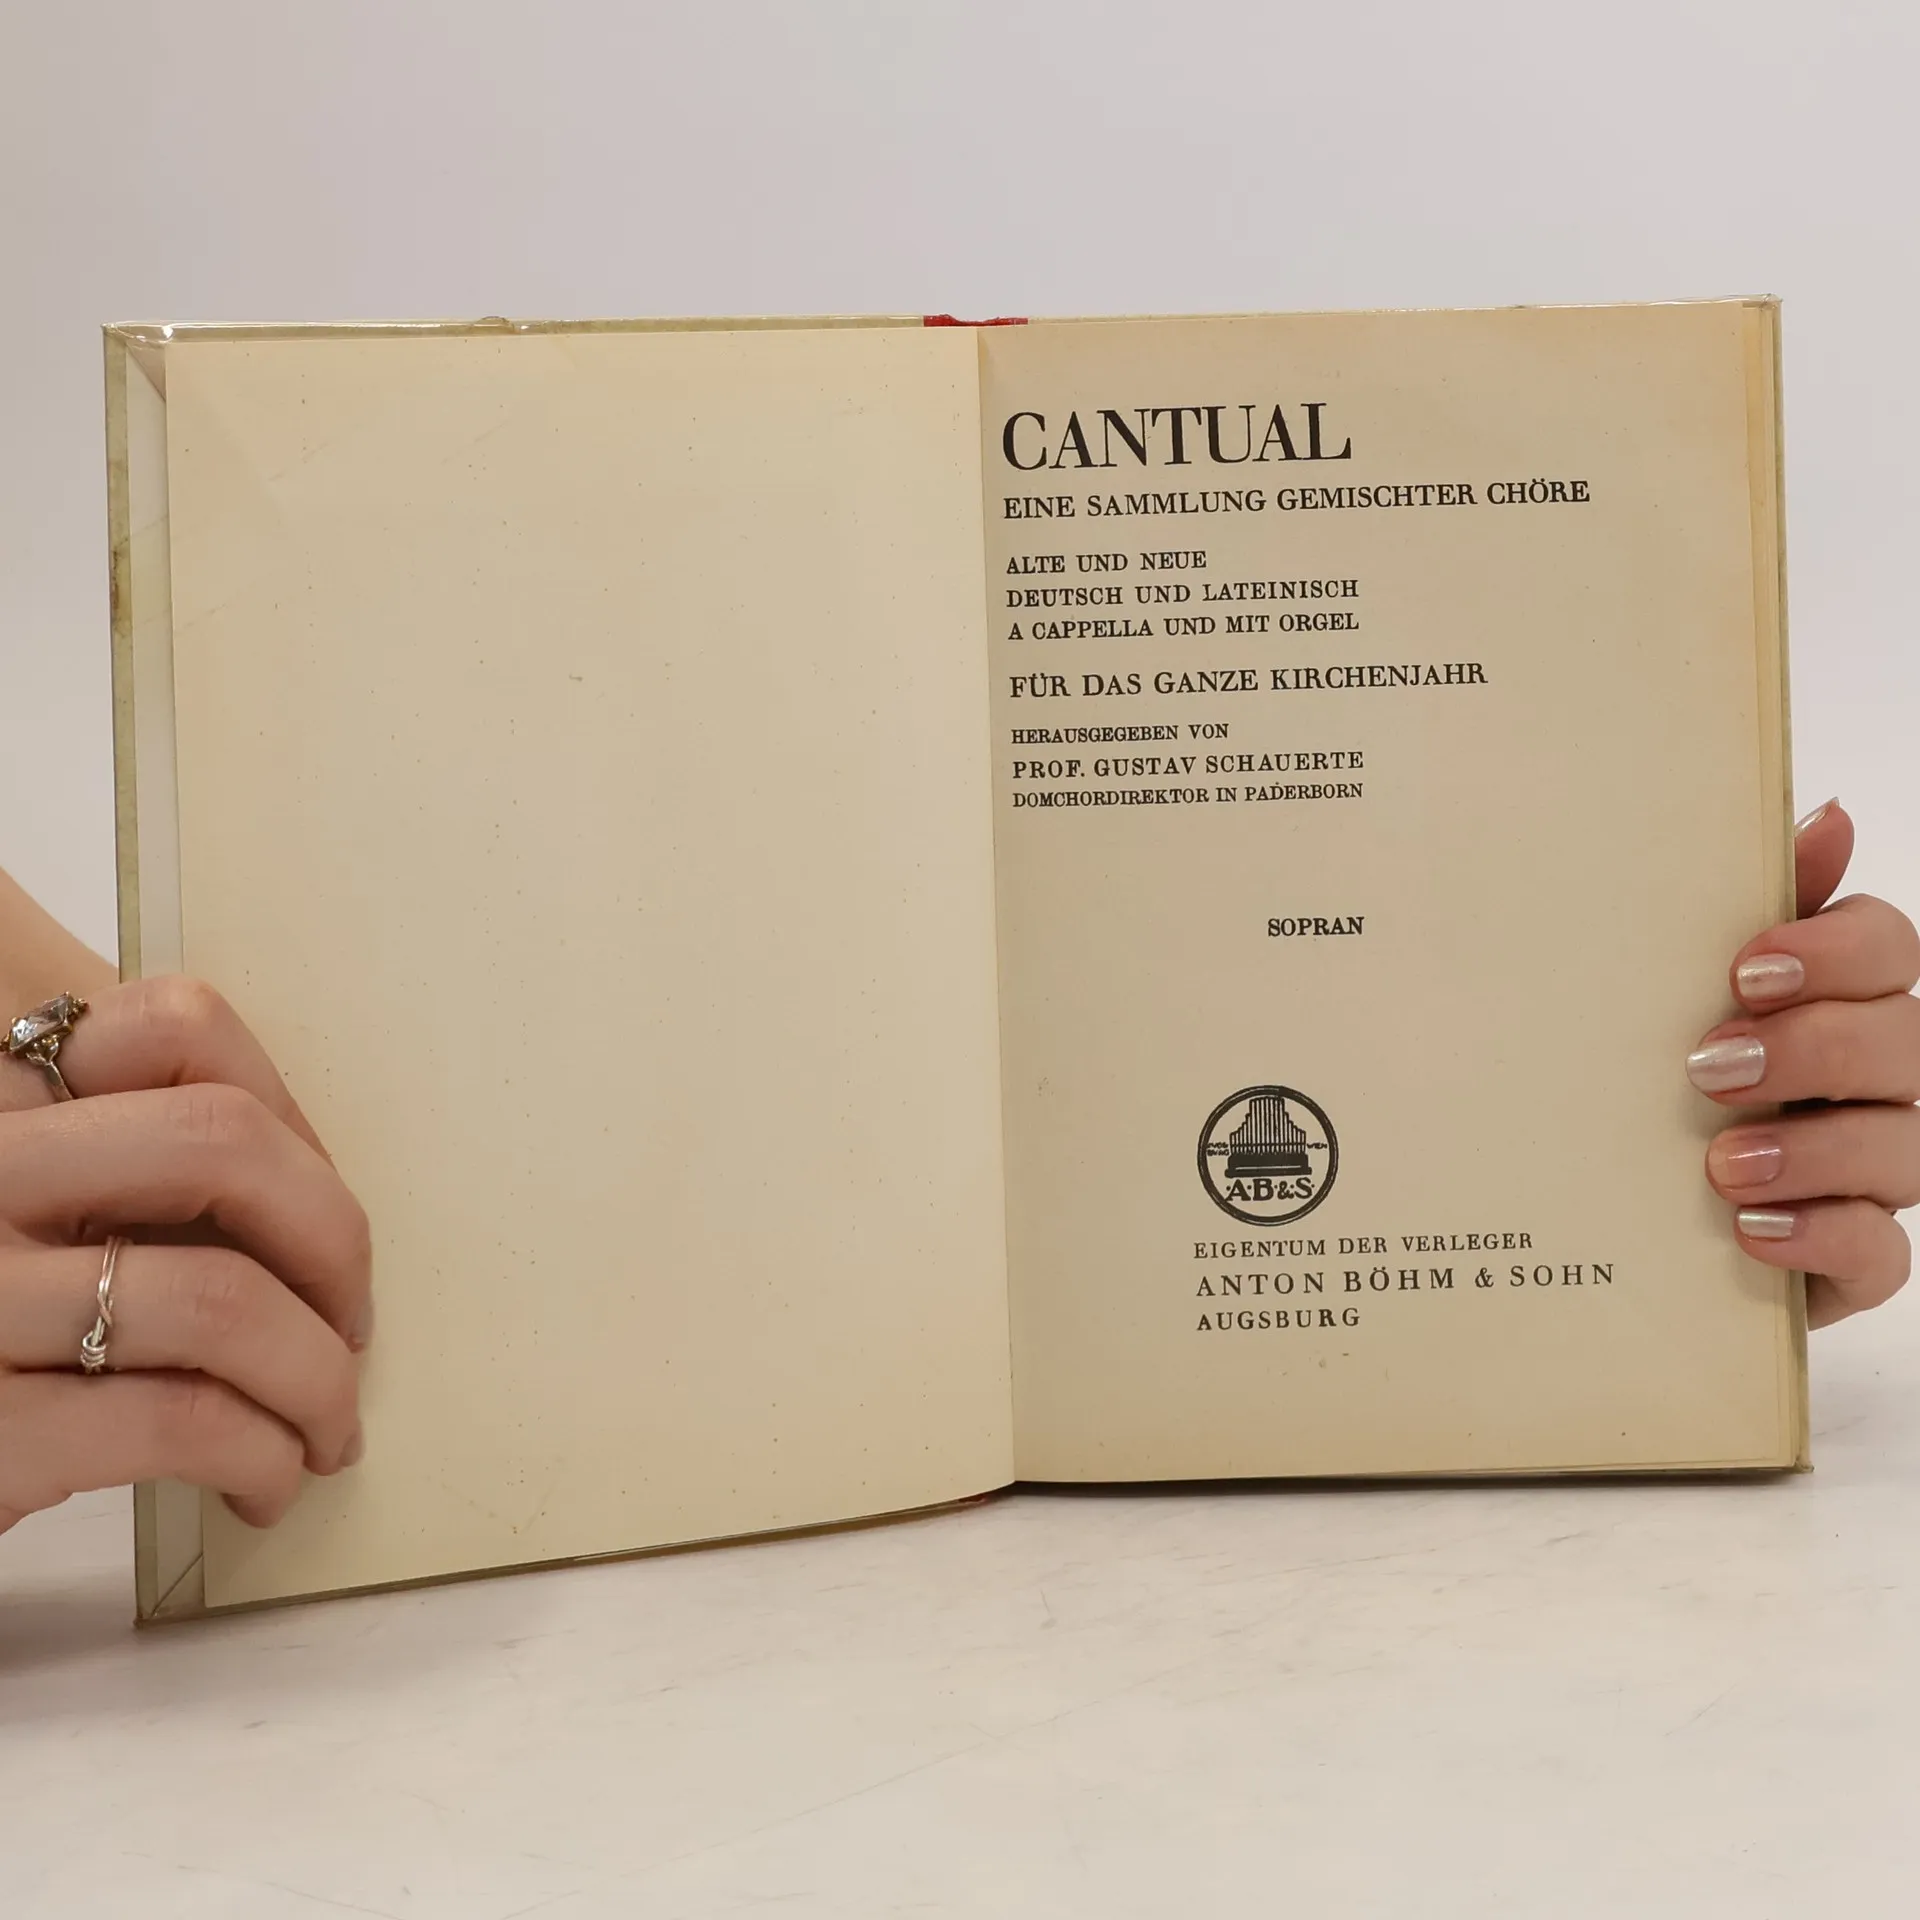 CANTUAL
EINE SAMMLUNG GEMISCHTER CHÖRE
ALTE UND NEUE
DEUTSCH UND LATEINISCH
A CAPPELLA UND MIT ORGEL
FÜR DAS GANZE KIRCHENJAHR
HERAUSGEGEBEN VON
PROF. GUSTAV SCHAUERTE
DOMCHORDIREKTOR IN PADERBORN
SOPRAN
WIEN
·A·B·&·S·
EIGENTUM DER VERLEGER
ANTON BÖHM & SOHN
AUGSBURG